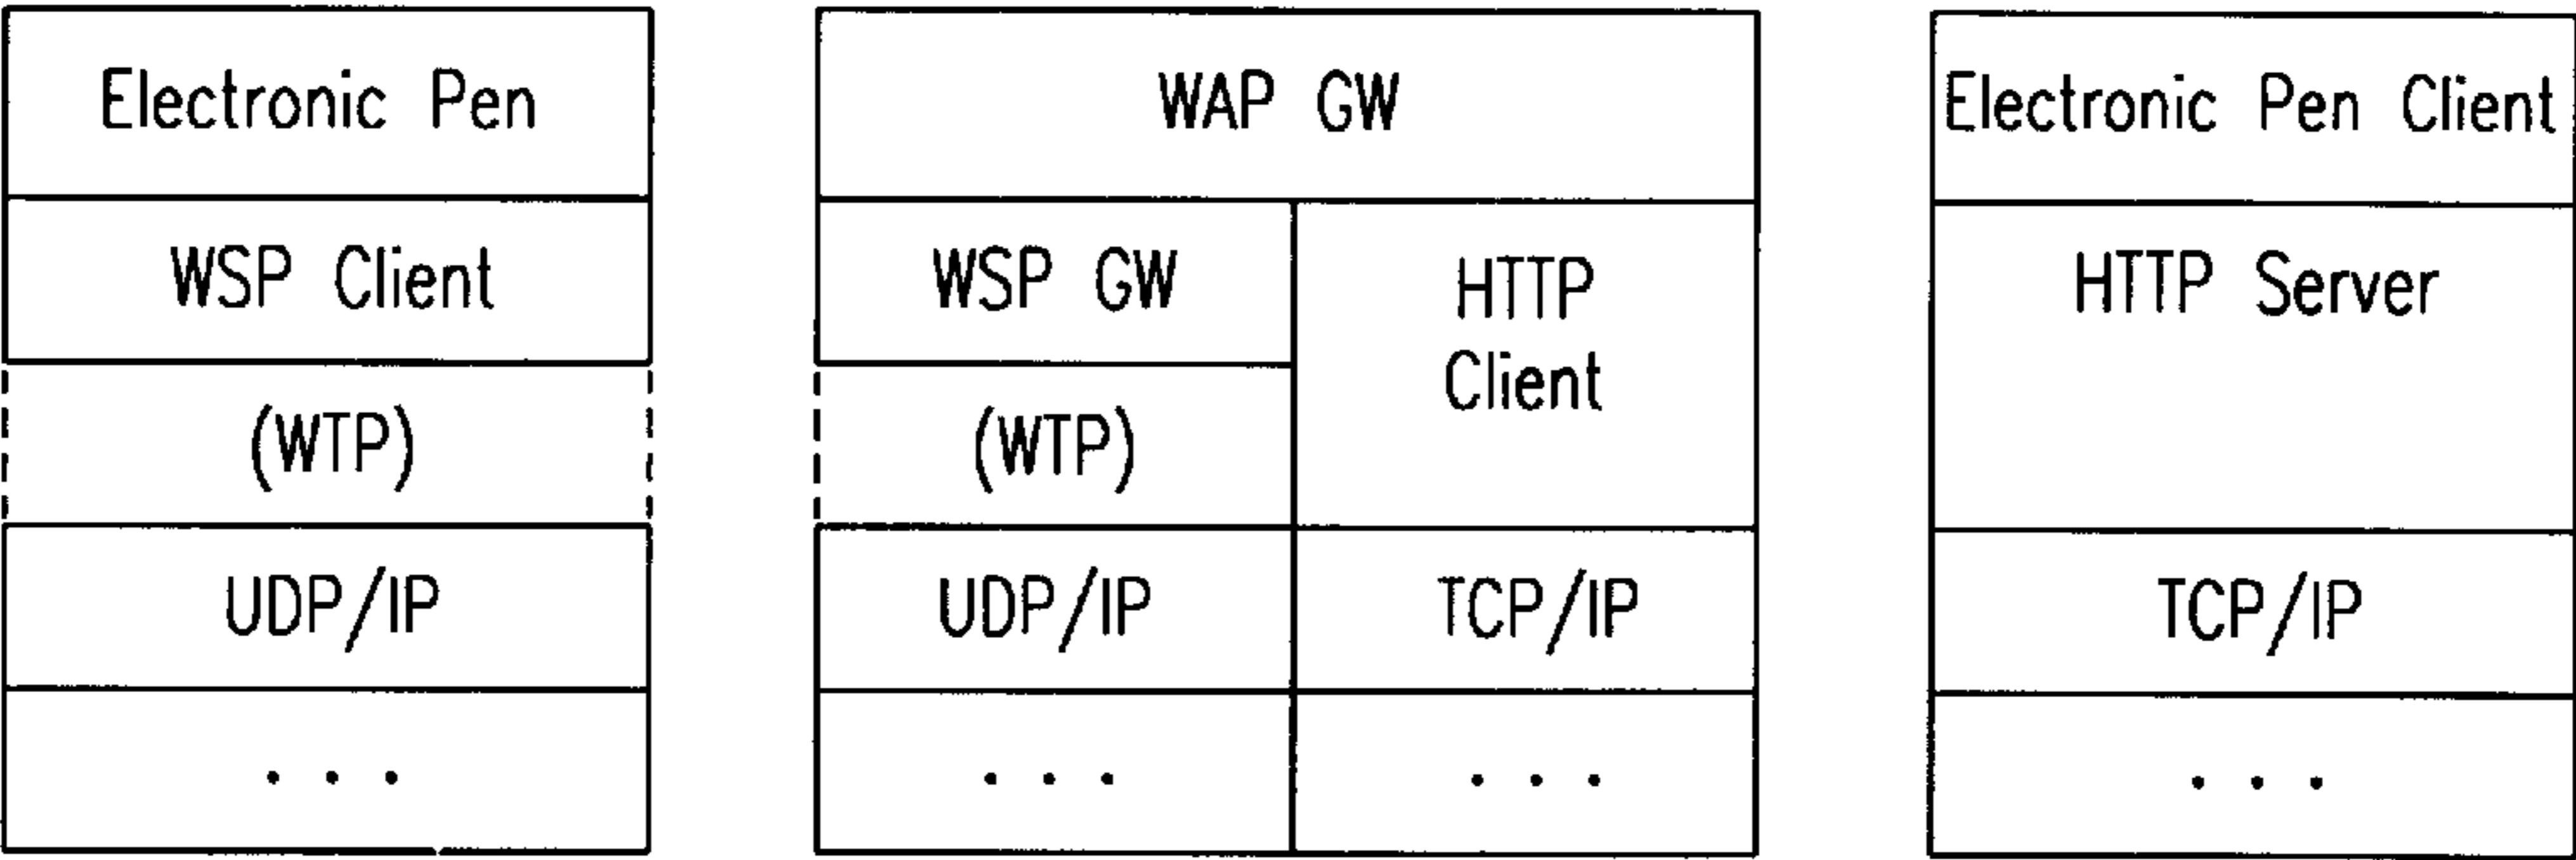 Electronic Pen
WSP Client
(WTP)
UDP/IP
. . .
WAP GW
WSP GW
(WTP)
UDP/IP
. . .
HTTP
Client
TCP/IP
. . .
Electronic Pen Client
HTTP Server
TCP/IP
. . .